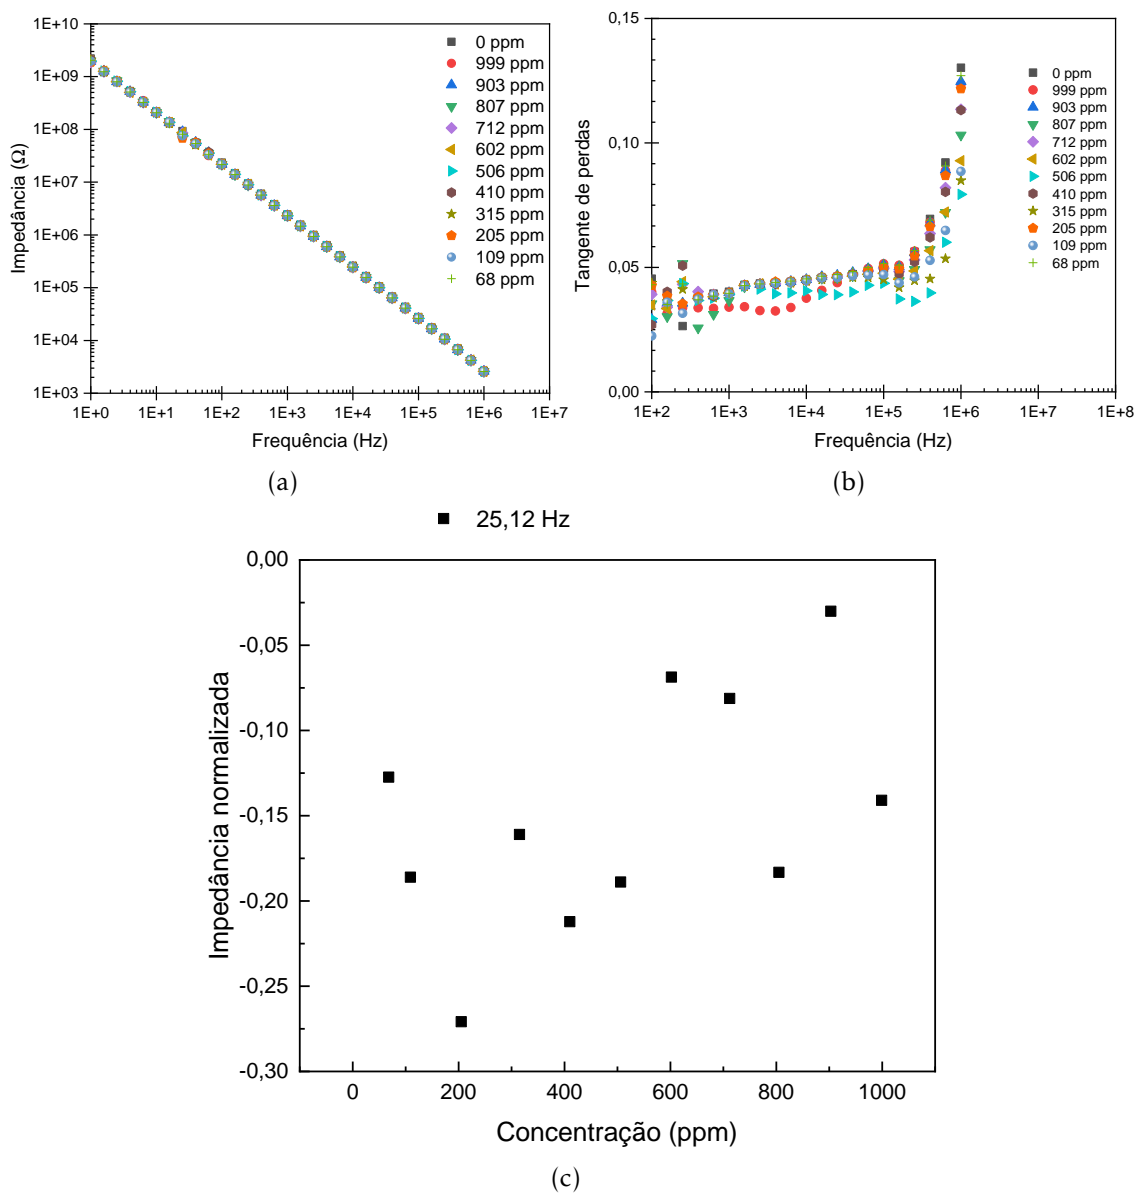 1E+10
1E+09
1E+08
1E+07
1E+06
1E+05
1E+04
1E+03
Impedância (Ω)
1E+0
1E+1
1E+2
1E+3
1E+4
1E+5
1E+6
1E+7
Frequência (Hz)
0 ppm
999 ppm
903 ppm
807 ppm
712 ppm
602 ppm
506 ppm
410 ppm
315 ppm
205 ppm
109 ppm
68 ppm
(a)
0,15
0,10
0,05
0,00
Tangente de perdas
1E+2
1E+3
1E+4
1E+5
1E+6
1E+7
1E+8
Frequência (Hz)
0 ppm
999 ppm
903 ppm
807 ppm
712 ppm
602 ppm
506 ppm
410 ppm
315 ppm
205 ppm
109 ppm
68 ppm
(b)
25,12 Hz
0,00
-0,05
-0,10
-0,15
-0,20
-0,25
-0,30
Impedância normalizada
0
200
400
600
800
1000
Concentração (ppm)
(c)